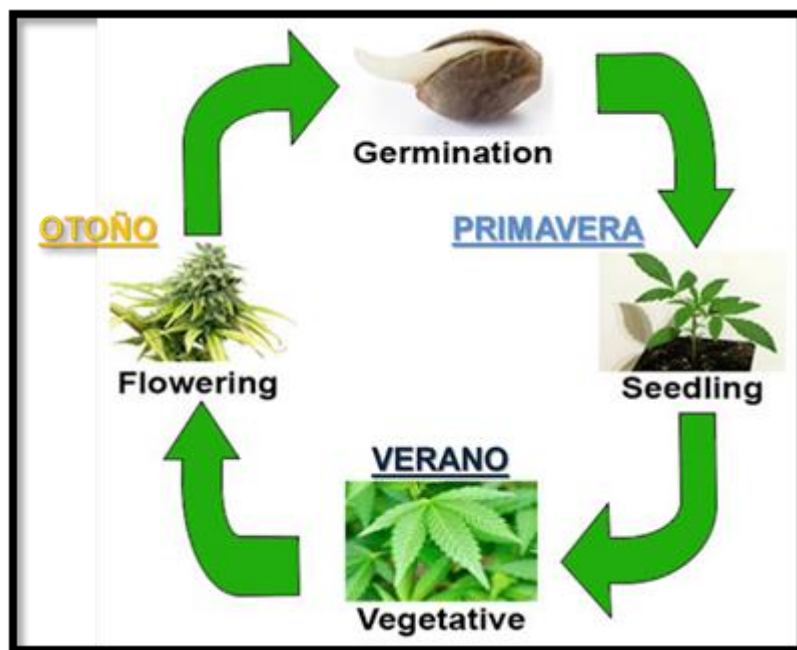 Germination
OTOÑO
PRIMAVERA
Flowering
Seedling
VERANO
Vegetative